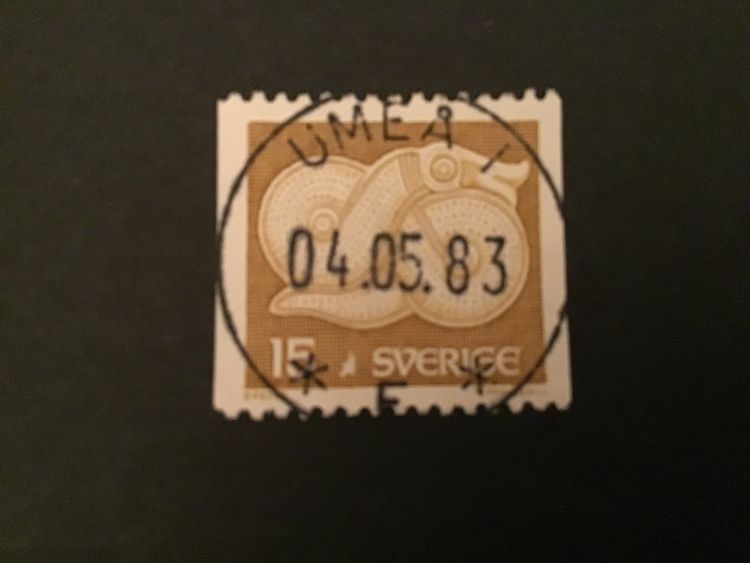 UMEÅ 1
04.05.83
15 SVERIGE
* F *